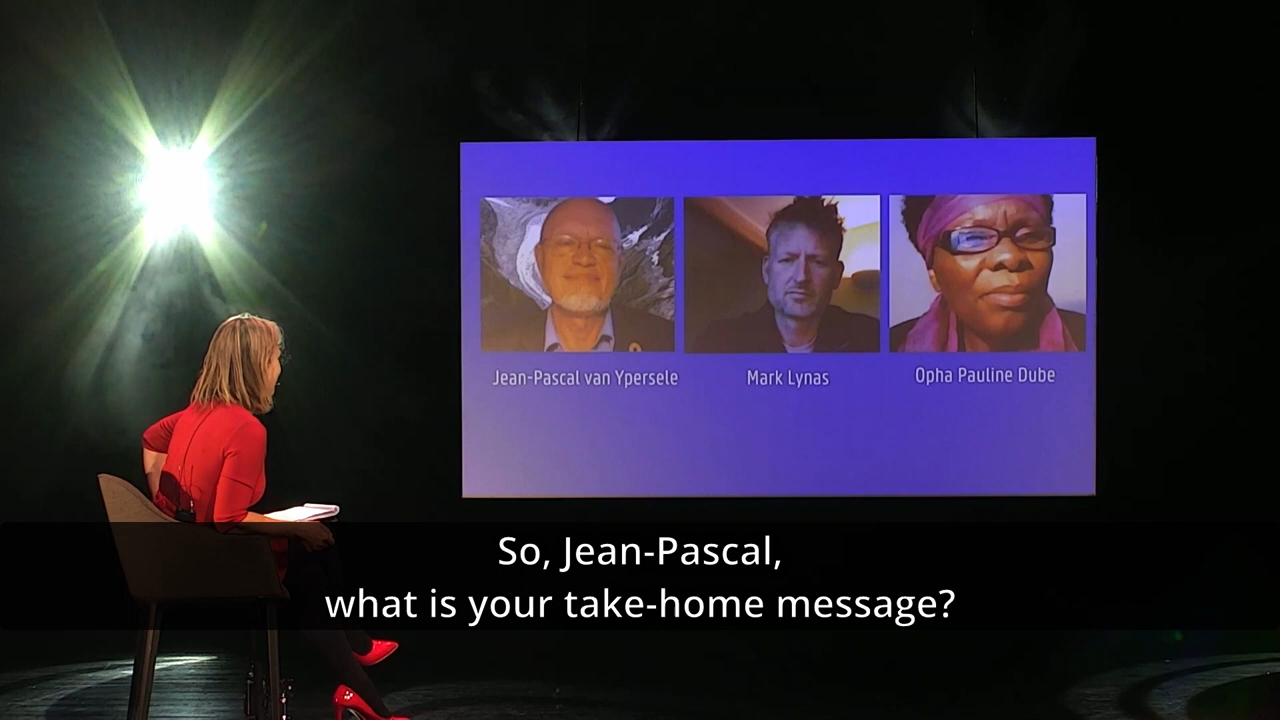 Jean-Pascal van Ypersele
Mark Lynas
Opha Pauline Dube
So, Jean-Pascal,
what is your take-home message?